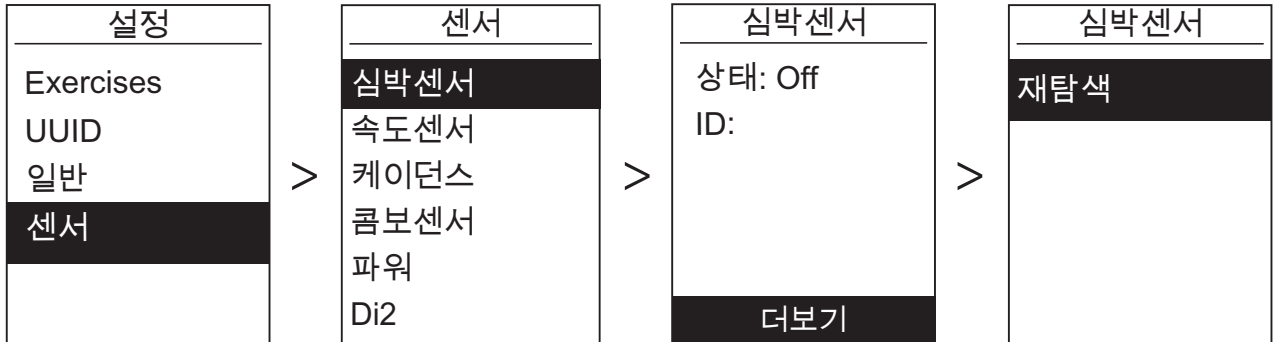 설정
Exercises
UUID
일반
센서
>
센서
심박센서
속도센서
케이던스
콤보센서
파워
Di2
>
심박센서
상태: Off
ID:
더보기
>
심박센서
재탐색